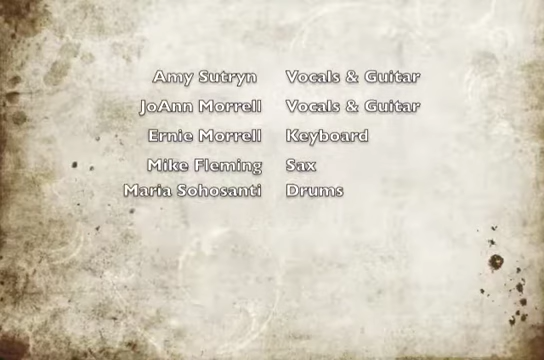 Amy Sutryn Vocals & Guitar
JoAnn Morrell Vocals & Guitar
Ernie Morrell Keyboard
Mike Fleming Sax
Maria Sohosanti Drums